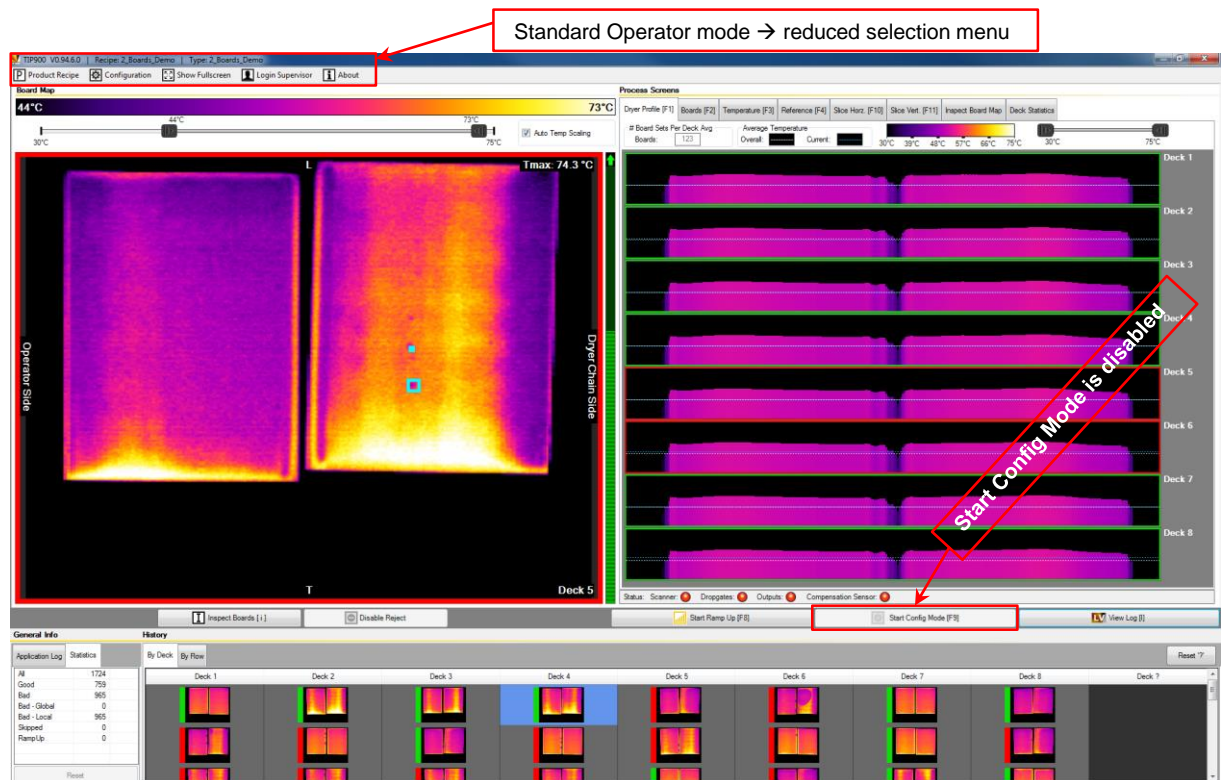 Standard Operator mode → reduced selection menu
TIP900 V0.94.6.0 | Recipe: 2_Boards_Demo | Type: 2_Boards_Demo
Product Recipe Configuration Show Fullscreen Login Supervisor About
Board Map
44°C 73°C
44°C 73°C
30°C 75°C
Auto Temp Scaling
L
Tmax: 74.3 °C
Operator Side
Dryer Chain Side
T
Deck 5
Process Screens
Dryer Profile [F1] Boards [F2] Temperature [F3] Reference [F4] Slice Horz. [F10] Slice Vert. [F11] Inspect Board Map Deck Statistics
# Board Sets Per Deck Avg
Boards: 123
Average Temperature
Overall: Current:
30°C 39°C 48°C 57°C 66°C 75°C
30°C 75°C
Deck 1
Deck 2
Deck 3
Deck 4
Deck 5
Deck 6
Deck 7
Deck 8
Start Config Mode is disabled
Status: Scanner: Dropgates: Outputs: Compensation Sensor:
Inspect Boards [ i ] Disable Reject Start Ramp Up [F8] Start Config Mode [F9] View Log [l]
General Info
Application Log Statistics
All 1724
Good 759
Bad 965
Bad - Global 0
Bad - Local 965
Skipped 0
RampUp 0
Reset
History
By Deck By Row
Reset '?'
Deck 1 Deck 2 Deck 3 Deck 4 Deck 5 Deck 6 Deck 7 Deck 8 Deck ?